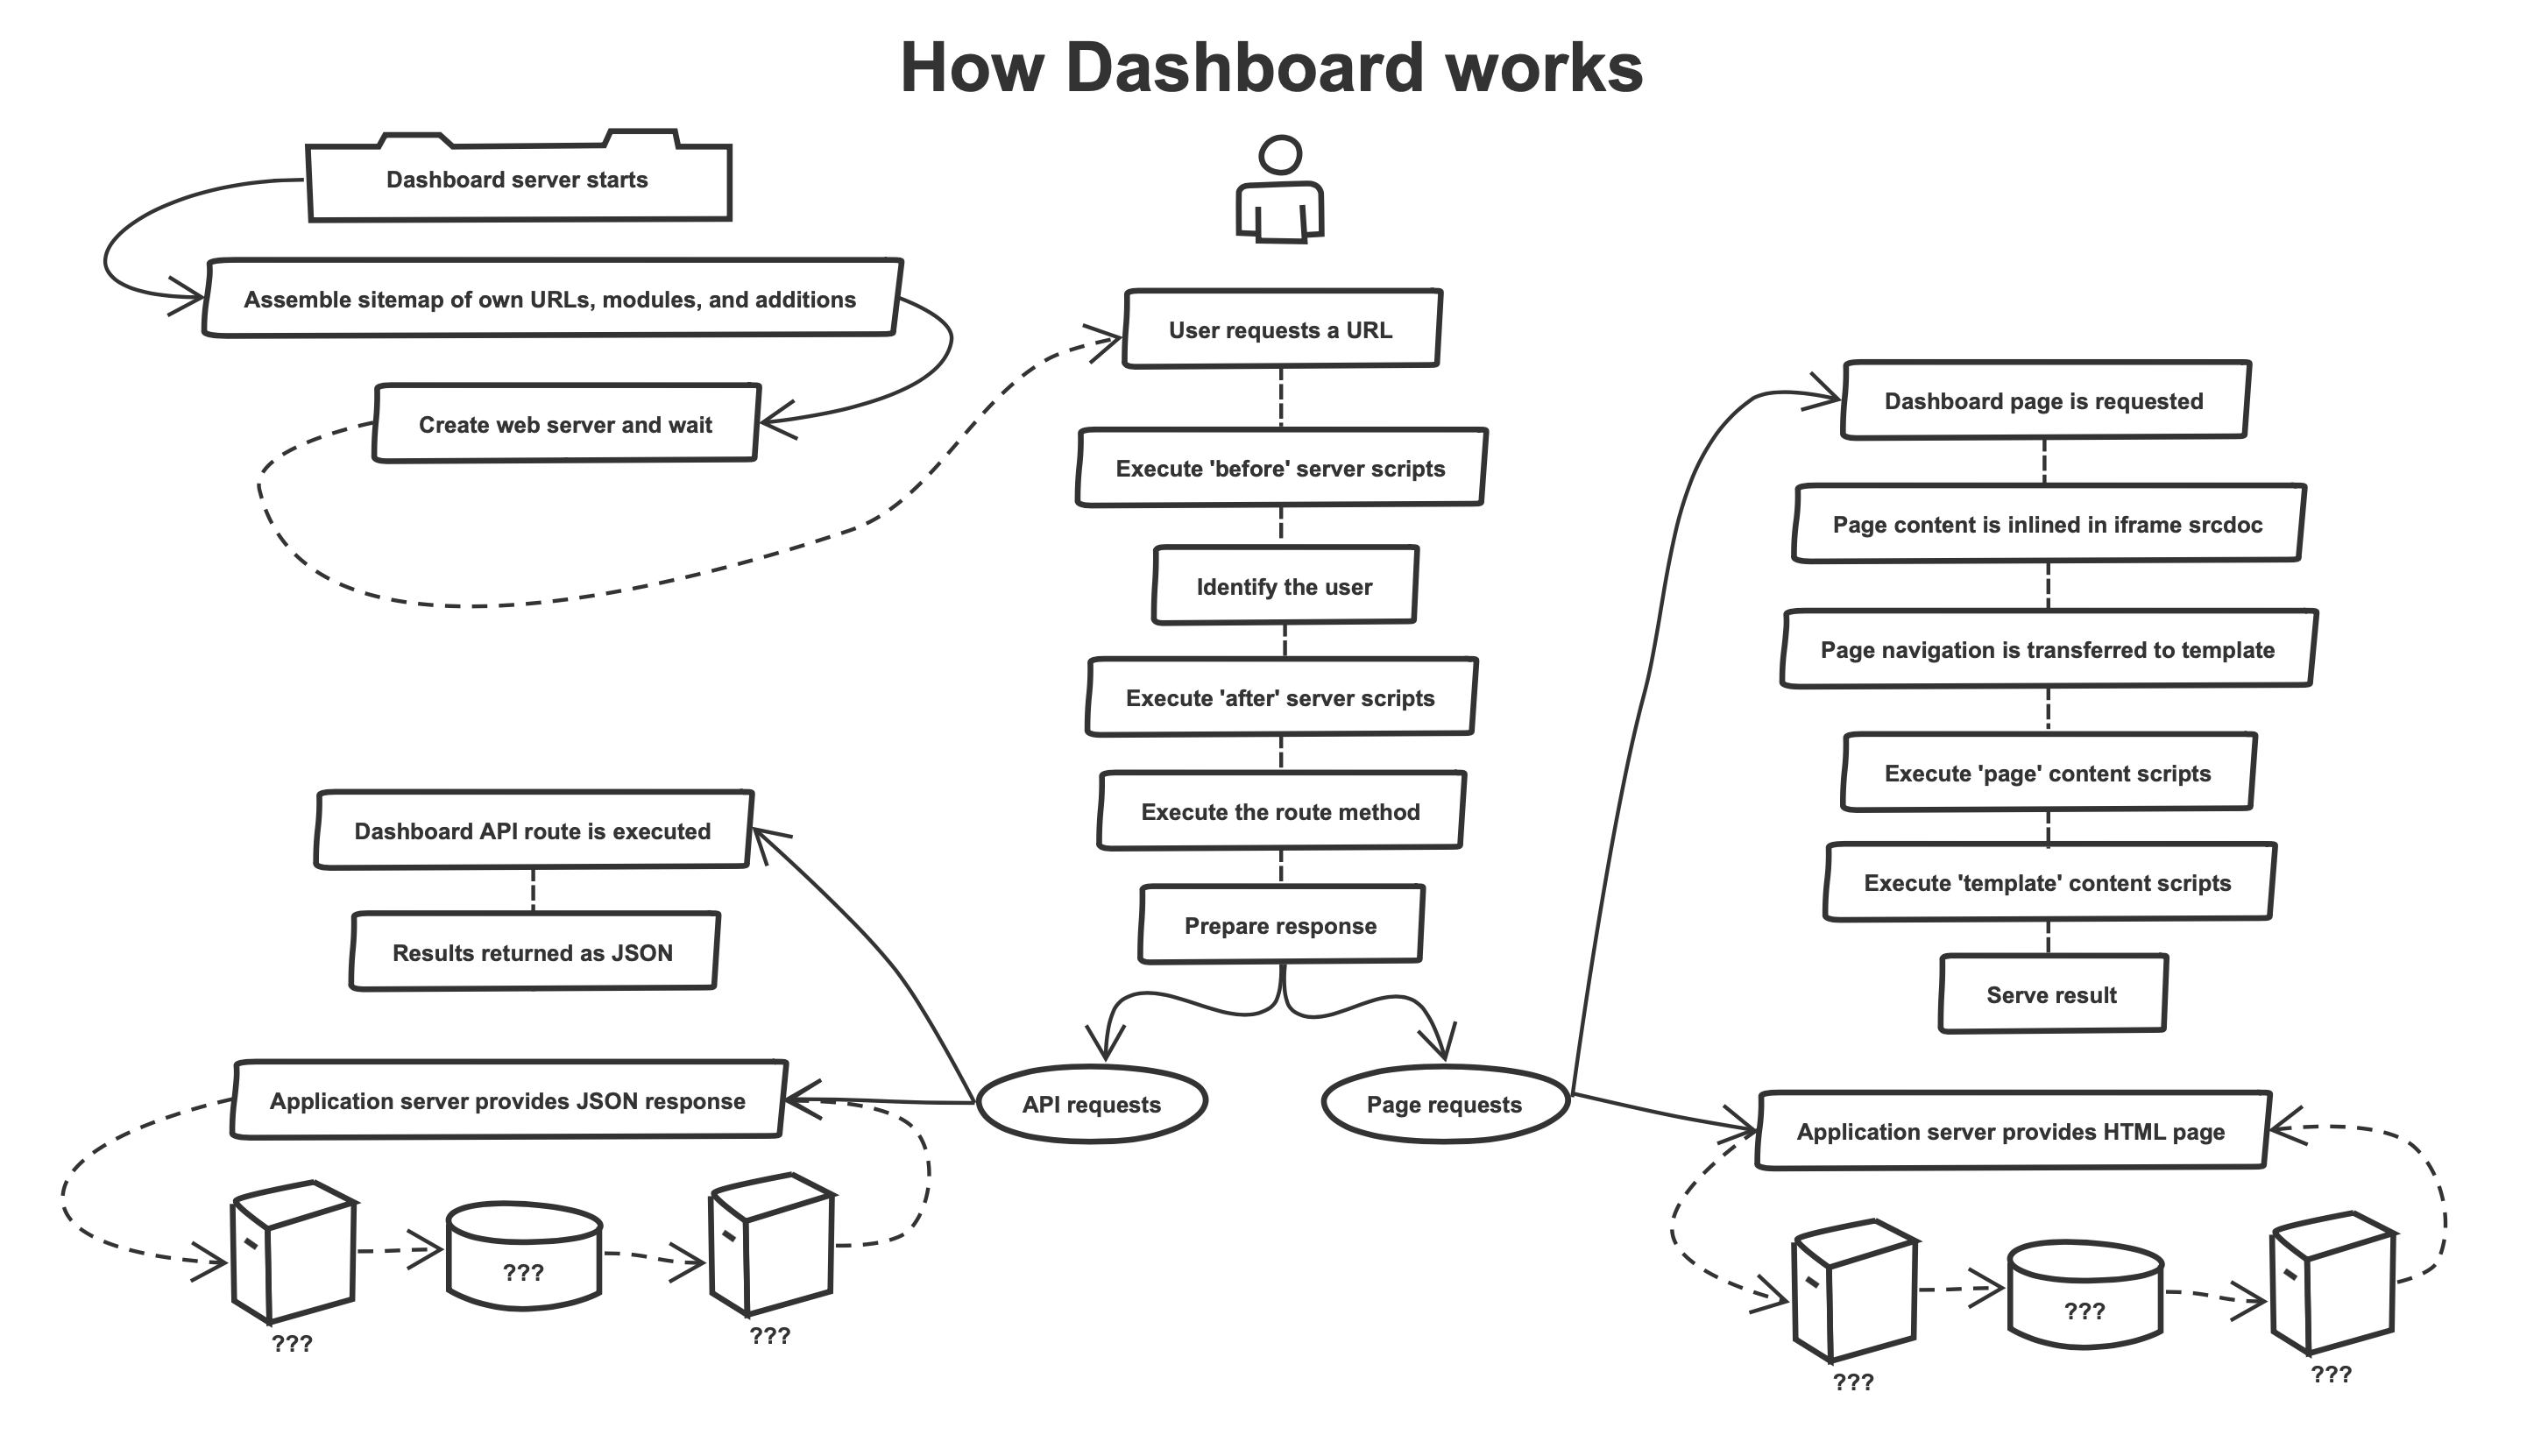 How Dashboard works
Dashboard server starts
Assemble sitemap of own URLs, modules, and additions
Create web server and wait
User requests a URL
Execute 'before' server scripts
Identify the user
Execute 'after' server scripts
Execute the route method
Prepare response
API requests
Page requests
Dashboard API route is executed
Results returned as JSON
Application server provides JSON response
???
???
???
Dashboard page is requested
Page content is inlined in iframe srcdoc
Page navigation is transferred to template
Execute 'page' content scripts
Execute 'template' content scripts
Serve result
Application server provides HTML page
???
???
???